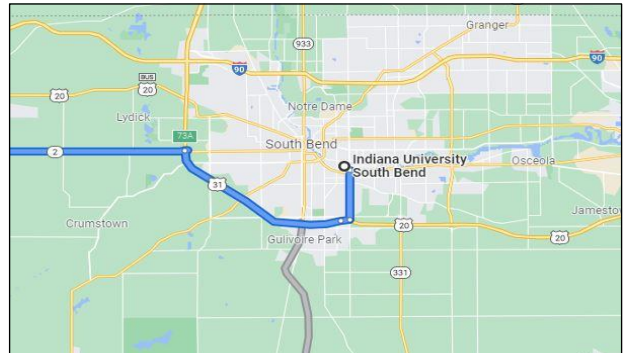 Granger
933
90
90
20
BUS
20
Notre Dame
Lydick
73A
South Bend
Indiana University
South Bend
Osceola
2
31
Crumstown
Jamesto
20
20
Gulivoire Park
331